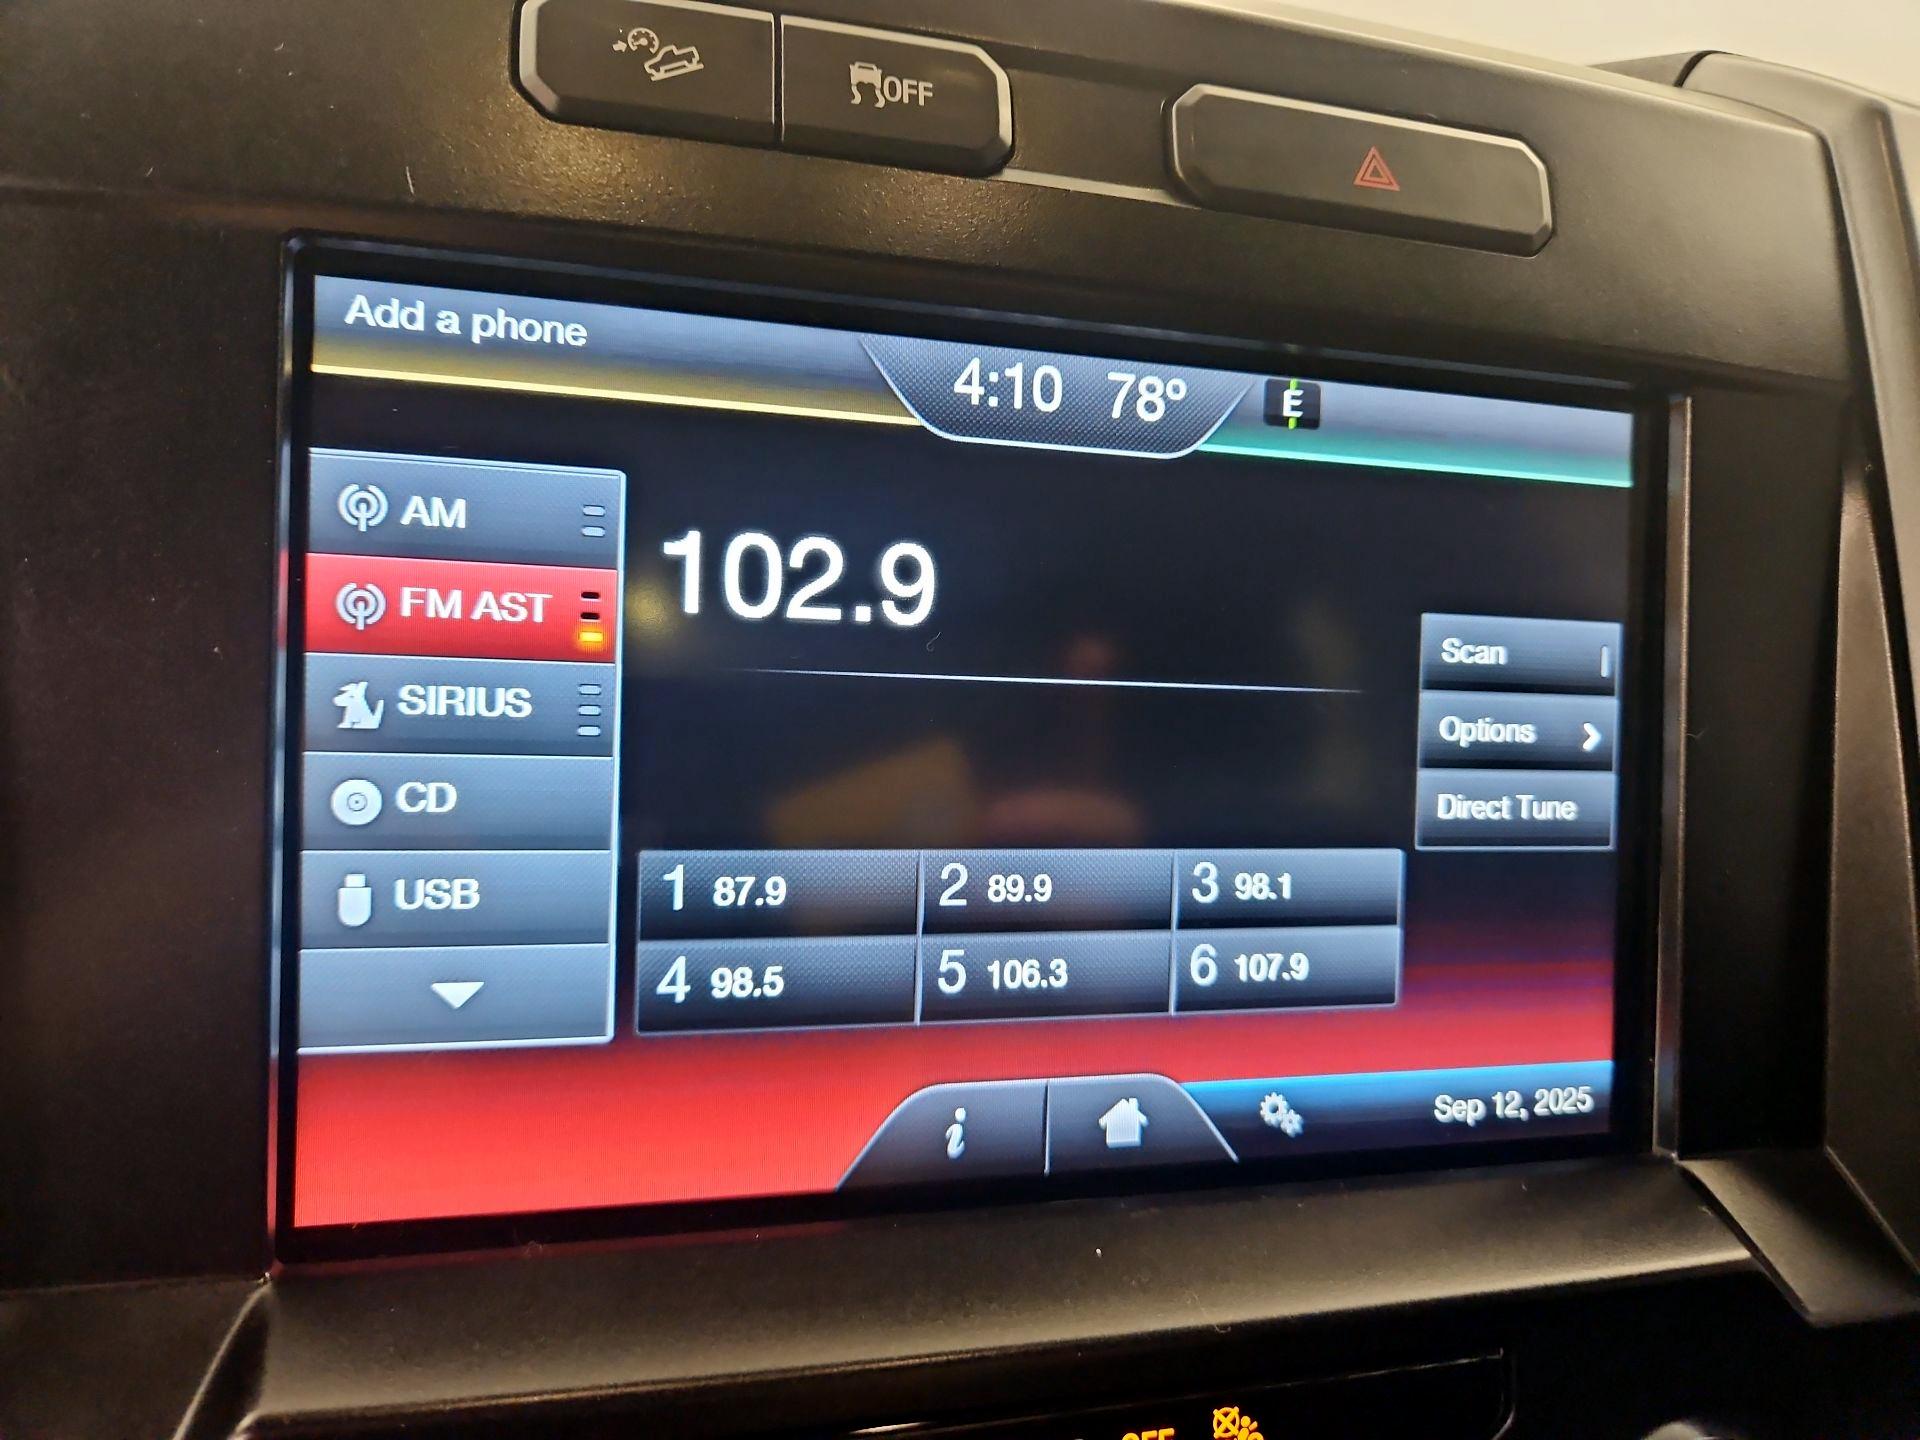 OFF
Add a phone
4:10 78°
E
AM
FM AST
SIRIUS
CD
USB
102.9
Scan
Options
Direct Tune
1 87.9
2 89.9
3 98.1
4 98.5
5 106.3
6 107.9
i
Sep 12, 2025
OFF